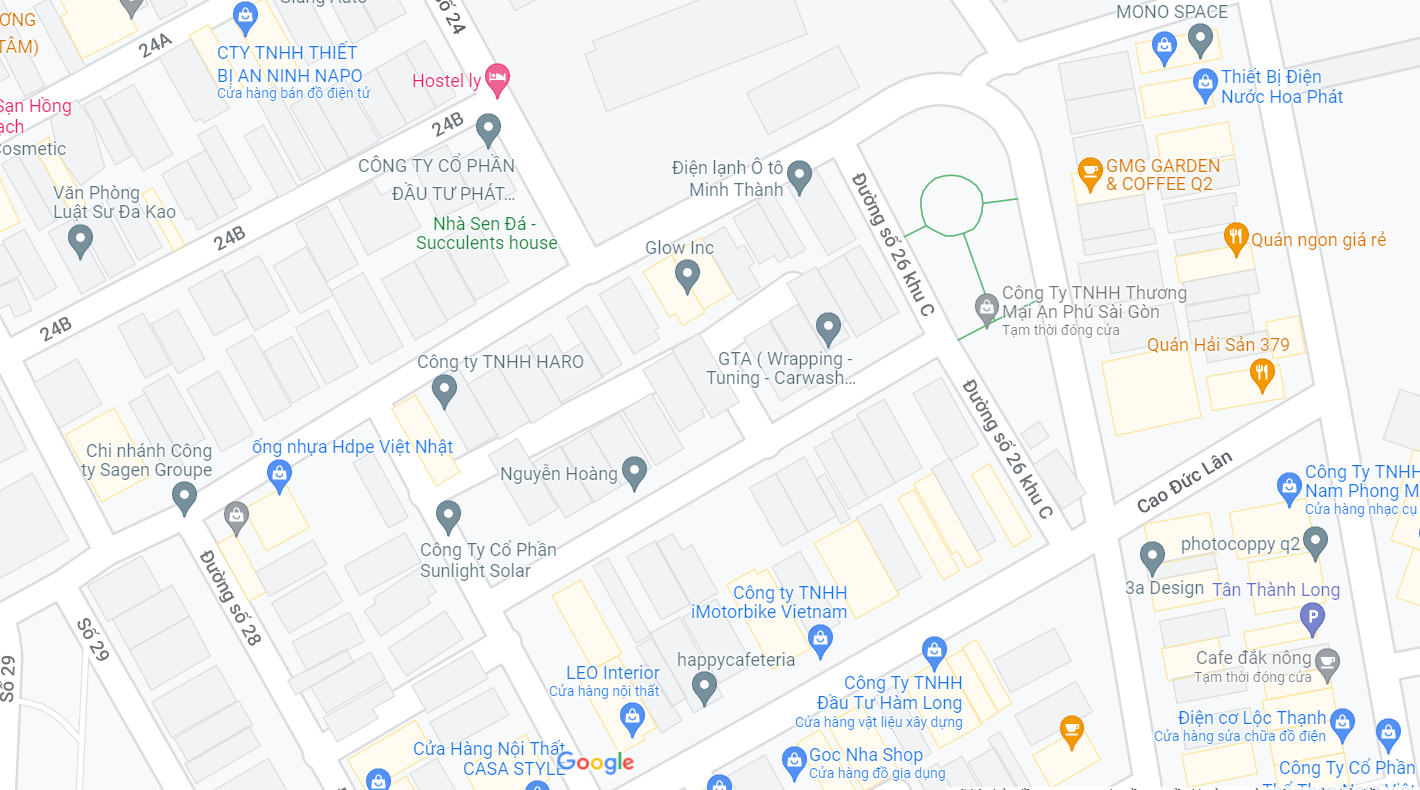 ƯƠNG
TÂM)
24A
CTY TNHH THIẾT
BỊ AN NINH NAPO
Cửa hàng bán đồ điện tử
Giang Auto
Số 24
MONO SPACE
Thiết Bị Điện
Nước Hoa Phát
Hostel ly
24B
Sạn Hồng
ạch
Cosmetic
CÔNG TY CỔ PHẦN
ĐẦU TƯ PHÁT...
Điện lạnh Ô tô
Minh Thành
GMG GARDEN
& COFFEE Q2
Văn Phòng
Luật Sư Đa Kao
24B
Nhà Sen Đá -
Succulents house
Glow Inc
Đường số 26 khu C
Quán ngon giá rẻ
Công Ty TNHH Thương
Mại An Phú Sài Gòn
Tạm thời đóng cửa
24B
Công ty TNHH HARO
GTA ( Wrapping -
Tuning - Carwash...
Quán Hải Sản 379
Đường số 26 khu C
Chi nhánh Công
ty Sagen Groupe
ống nhựa Hdpe Việt Nhật
Nguyễn Hoàng
Cao Đức Lân
Công Ty TNHH
Nam Phong M
Cửa hàng nhạc cụ
Công Ty Cổ Phần
Sunlight Solar
photocoppy q2
3a Design
Tân Thành Long
Đường số 28
Số 29
Số 29
Công ty TNHH
iMotorbike Vietnam
happycafeteria
LEO Interior
Cửa hàng nội thất
Công Ty TNHH
Đầu Tư Hàm Long
Cửa hàng vật liệu xây dựng
Cafe đắk nông
Tạm thời đóng cửa
Điện cơ Lộc Thạnh
Cửa hàng sửa chữa đồ điện
Cửa Hàng Nội Thất
CASA STYLE
Google
Goc Nha Shop
Cửa hàng đồ gia dụng
Công Ty Cổ Phần